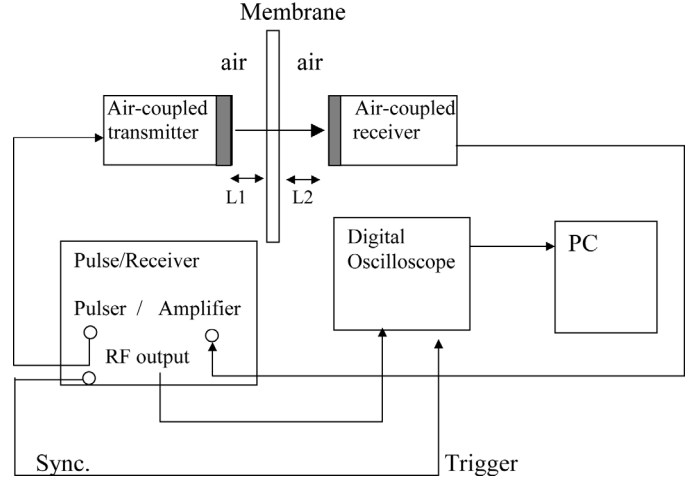 Membrane
air
air
Air-coupled
transmitter
Air-coupled
receiver
L1
L2
Pulse/Receiver
Digital
Oscilloscope
PC
Pulser / Amplifier
RF output
Sync.
Trigger